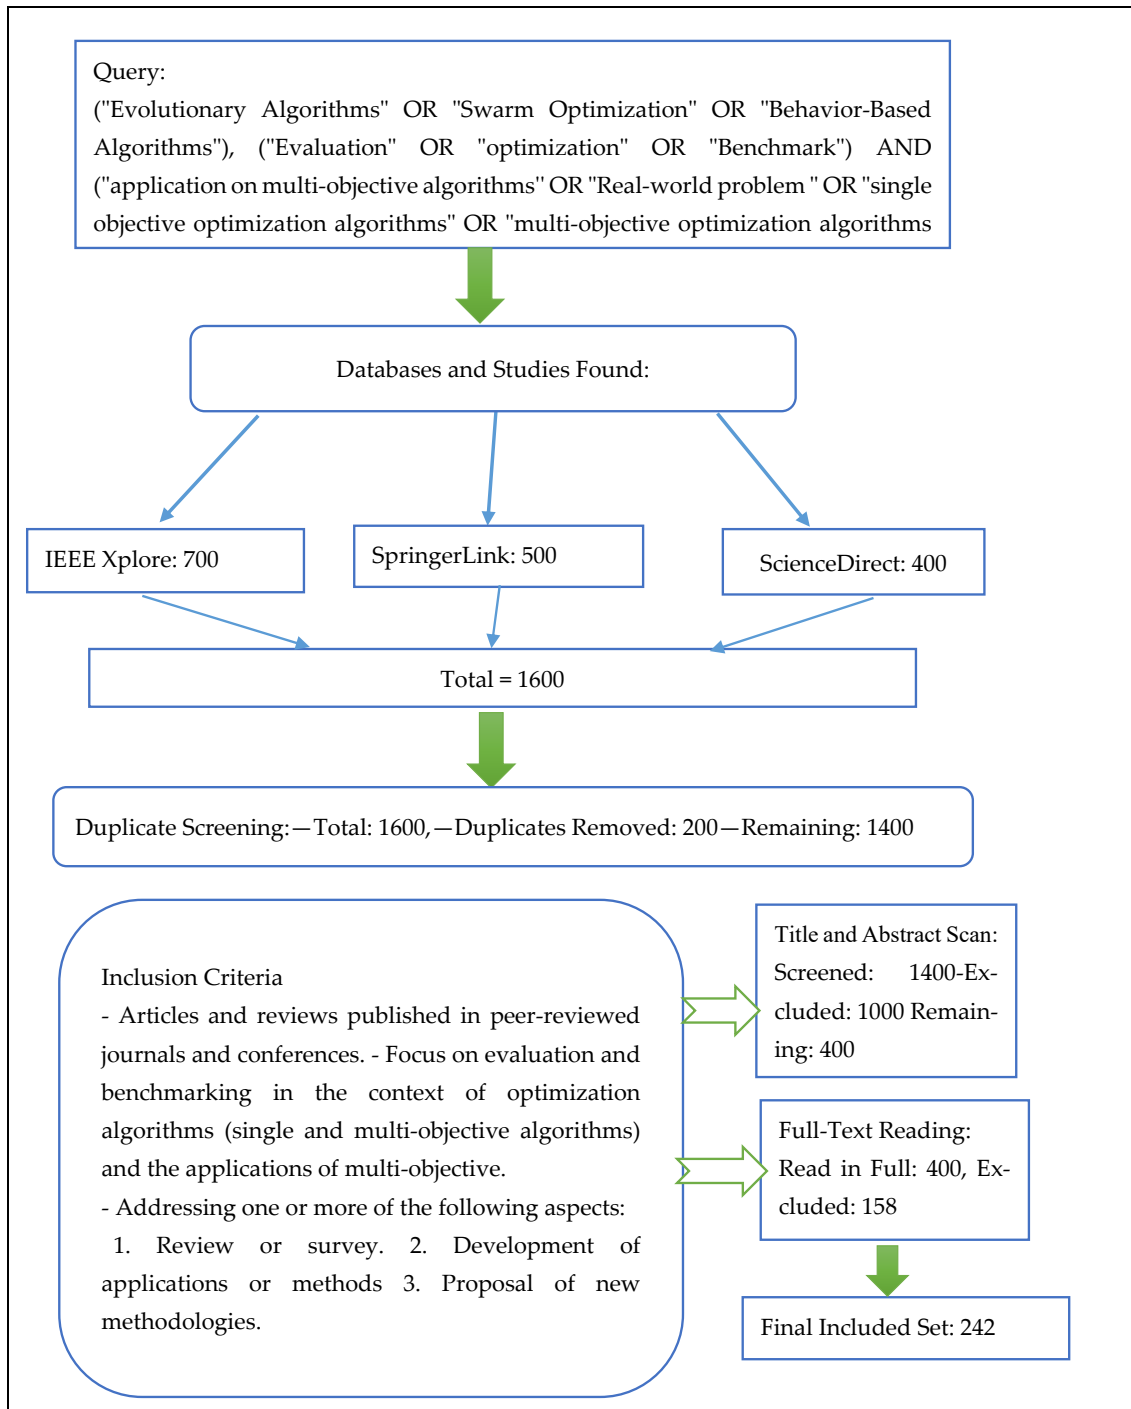 Query:
("Evolutionary Algorithms" OR "Swarm Optimization" OR "Behavior-Based
Algorithms"), ("Evaluation" OR "optimization" OR "Benchmark") AND
("application on multi-objective algorithms" OR "Real-world problem " OR "single
objective optimization algorithms" OR "multi-objective optimization algorithms
Databases and Studies Found:
IEEE Xplore: 700
SpringerLink: 500
ScienceDirect: 400
Total = 1600
Duplicate Screening:—Total: 1600,—Duplicates Removed: 200—Remaining: 1400
Inclusion Criteria
- Articles and reviews published in peer-reviewed
journals and conferences. - Focus on evaluation and
benchmarking in the context of optimization
algorithms (single and multi-objective algorithms)
and the applications of multi-objective.
- Addressing one or more of the following aspects:
1. Review or survey. 2. Development of
applications or methods 3. Proposal of new
methodologies.
Title and Abstract Scan:
Screened: 1400-Ex-
cluded: 1000 Remain-
ing: 400
Full-Text Reading:
Read in Full: 400, Ex-
cluded: 158
Final Included Set: 242